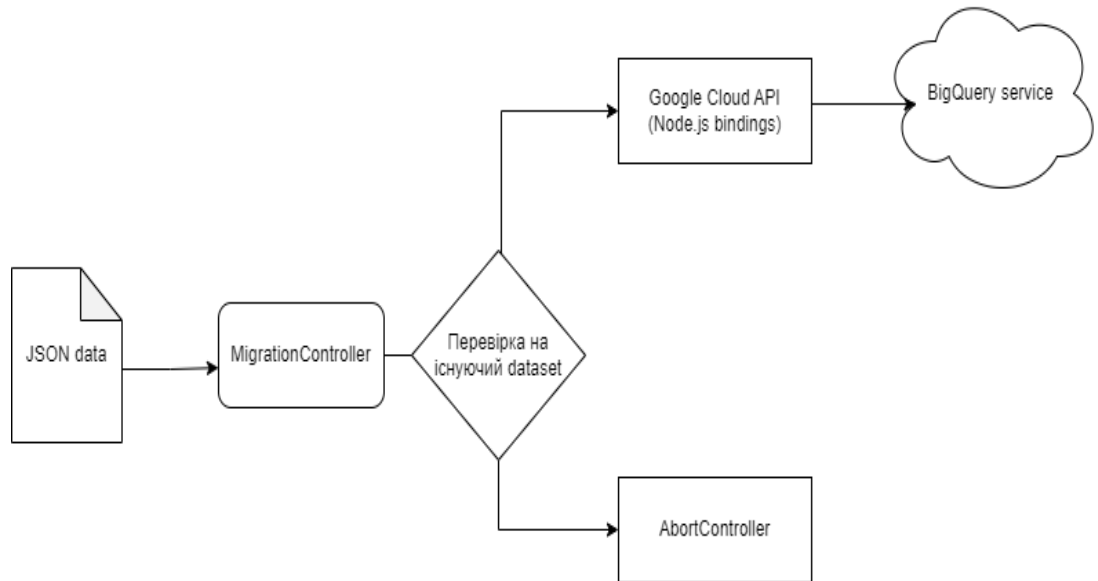 Google Cloud API
(Node.js bindings)
BigQuery service
JSON data
MigrationController
Перевірка на
існуючий dataset
AbortController